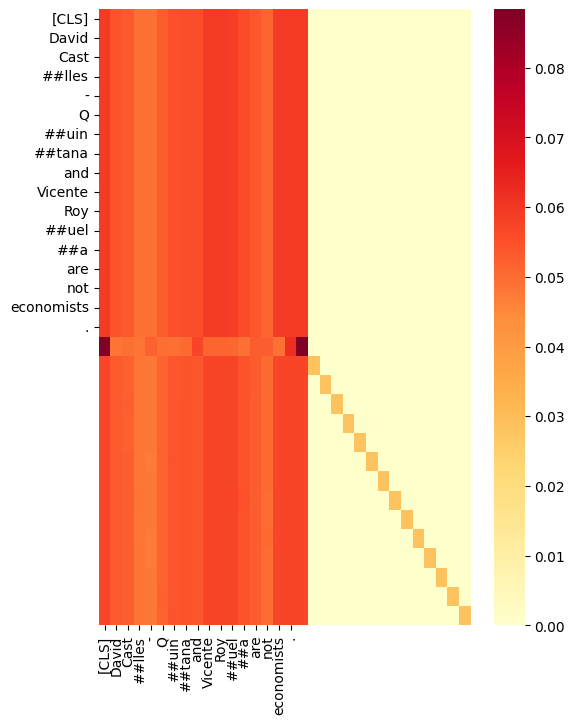 [CLS]
David
Cast
##lles
-
Q
##uin
##tana
and
Vicente
Roy
##uel
##a
are
not
economists
.
0.08
0.07
0.06
0.05
0.04
0.03
0.02
0.01
0.00
[CLS]
David
Cast
##lles
-
Q
##uin
##tana
and
Vicente
Roy
##uel
##a
are
not
economists
.